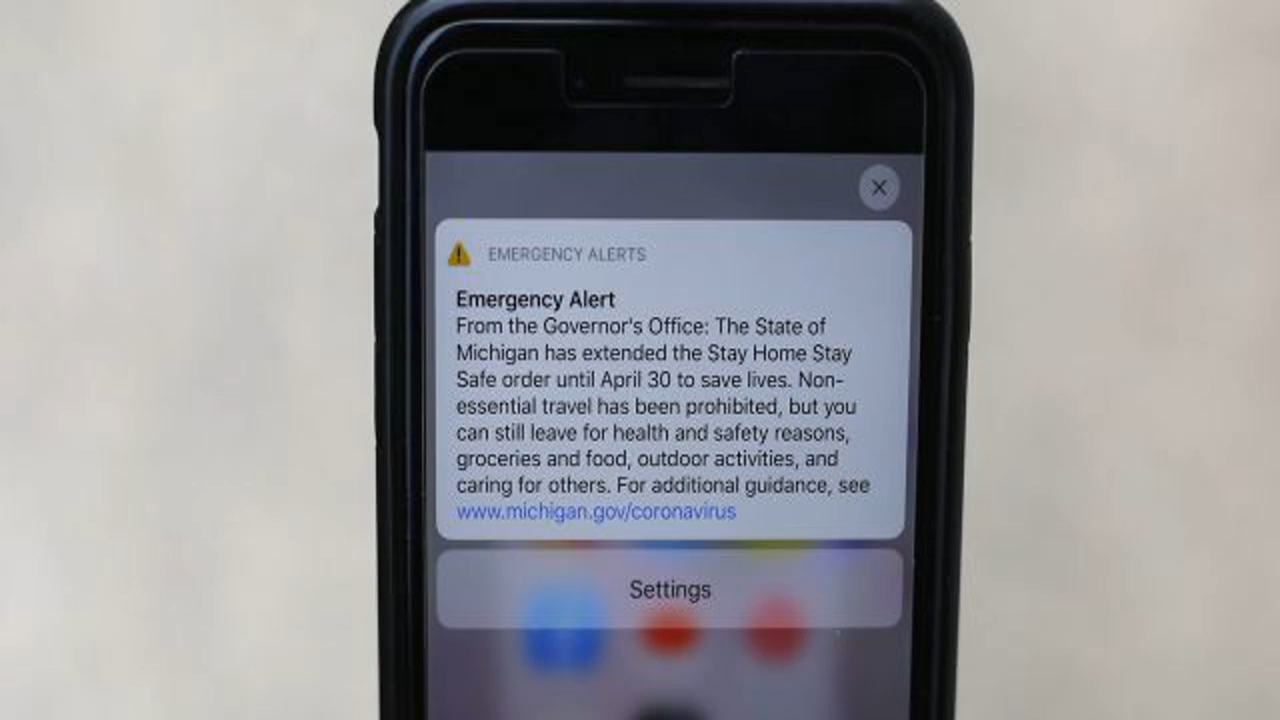 EMERGENCY ALERTS
Emergency Alert
From the Governor's Office: The State of
Michigan has extended the Stay Home Stay
Safe order until April 30 to save lives. Non-
essential travel has been prohibited, but you
can still leave for health and safety reasons,
groceries and food, outdoor activities, and
caring for others. For additional guidance, see
www.michigan.gov/coronavirus
Settings